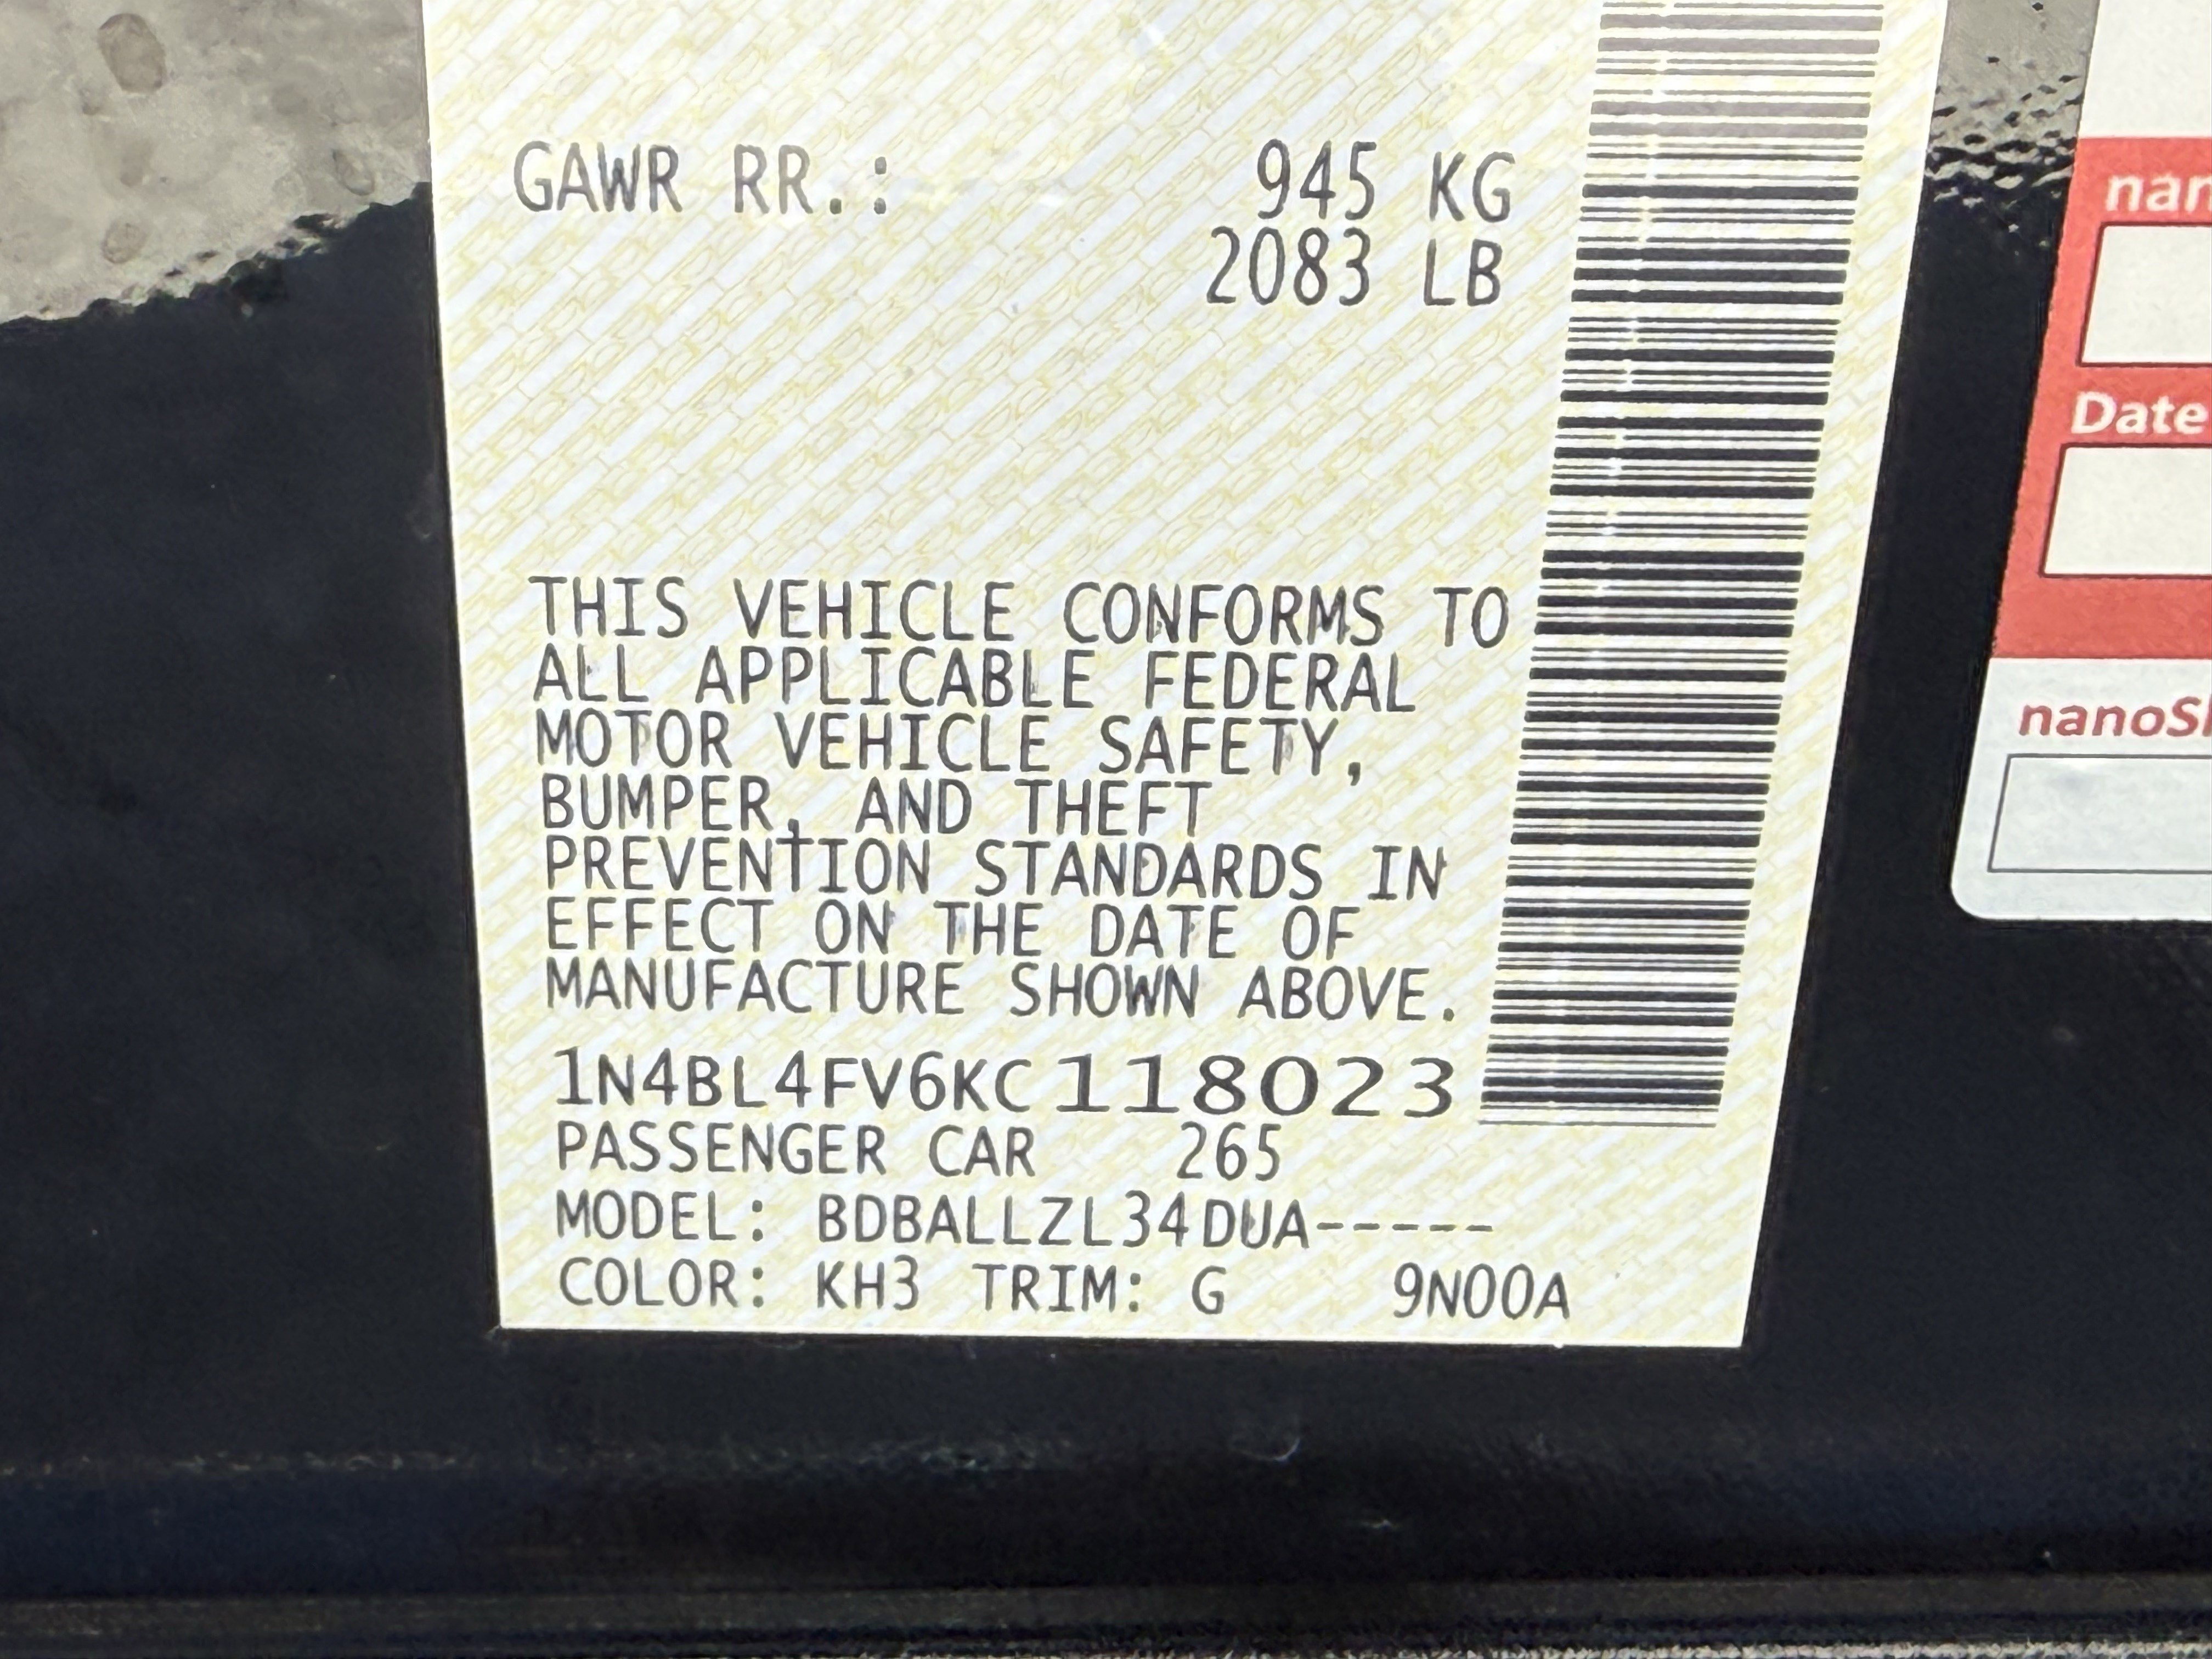 GAWR RR.: 945 KG
2083 LB
THIS VEHICLE CONFORMS TO
ALL APPLICABLE FEDERAL
MOTOR VEHICLE SAFETY,
BUMPER, AND THEFT
PREVENTION STANDARDS IN
EFFECT ON THE DATE OF
MANUFACTURE SHOWN ABOVE.
1N4BL4FV6KC118023
PASSENGER CAR 265
MODEL: BDBALLZL34DUA-----
COLOR: KH3 TRIM: G 9N00A
Date